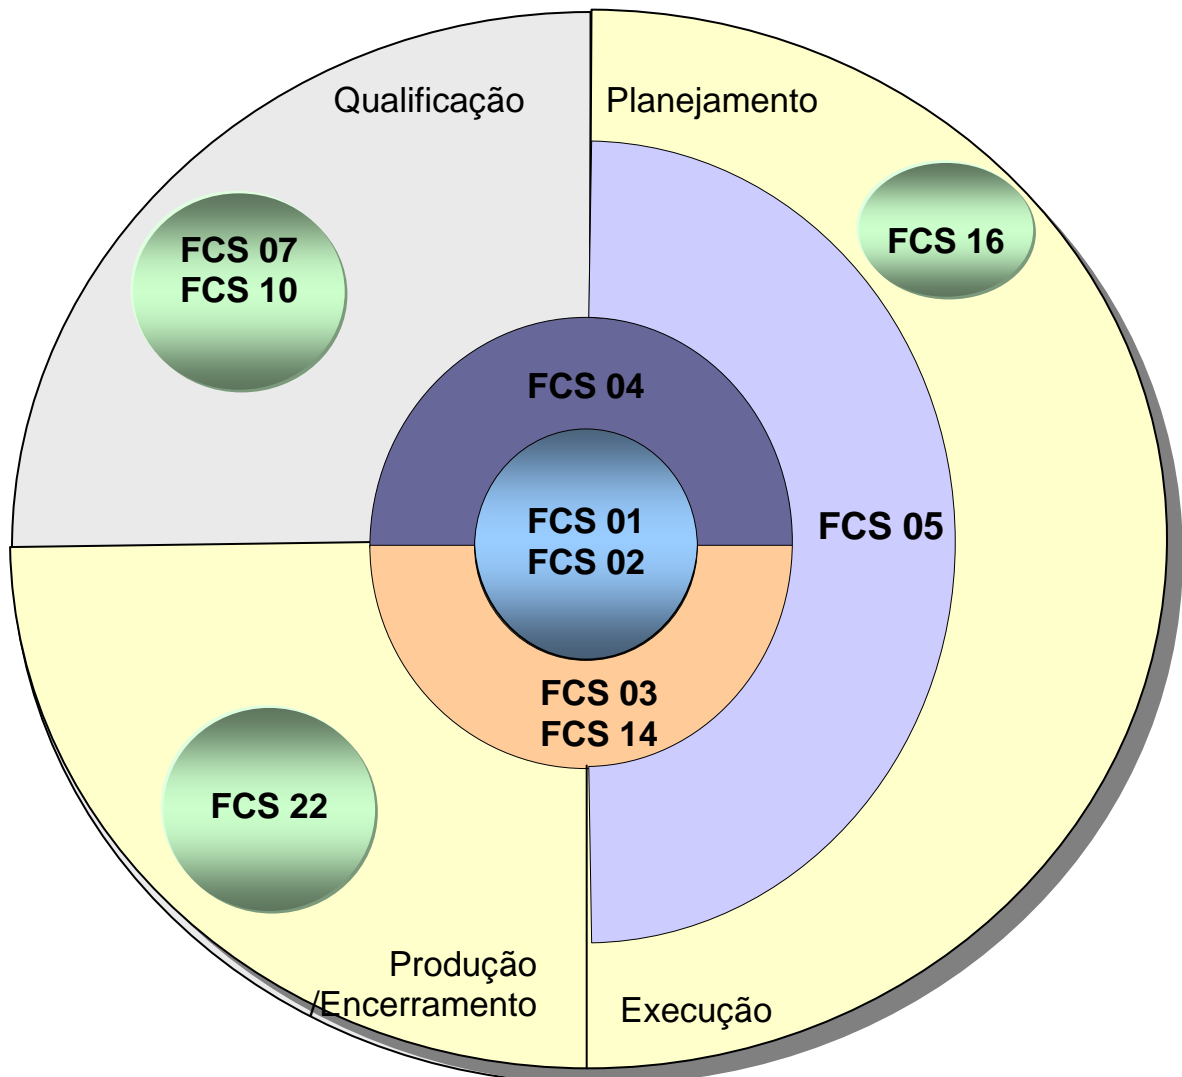 Qualificação
Planejamento
FCS 07
FCS 10
FCS 16
FCS 04
FCS 01
FCS 02
FCS 05
FCS 03
FCS 14
FCS 22
Produção
/Encerramento
Execução